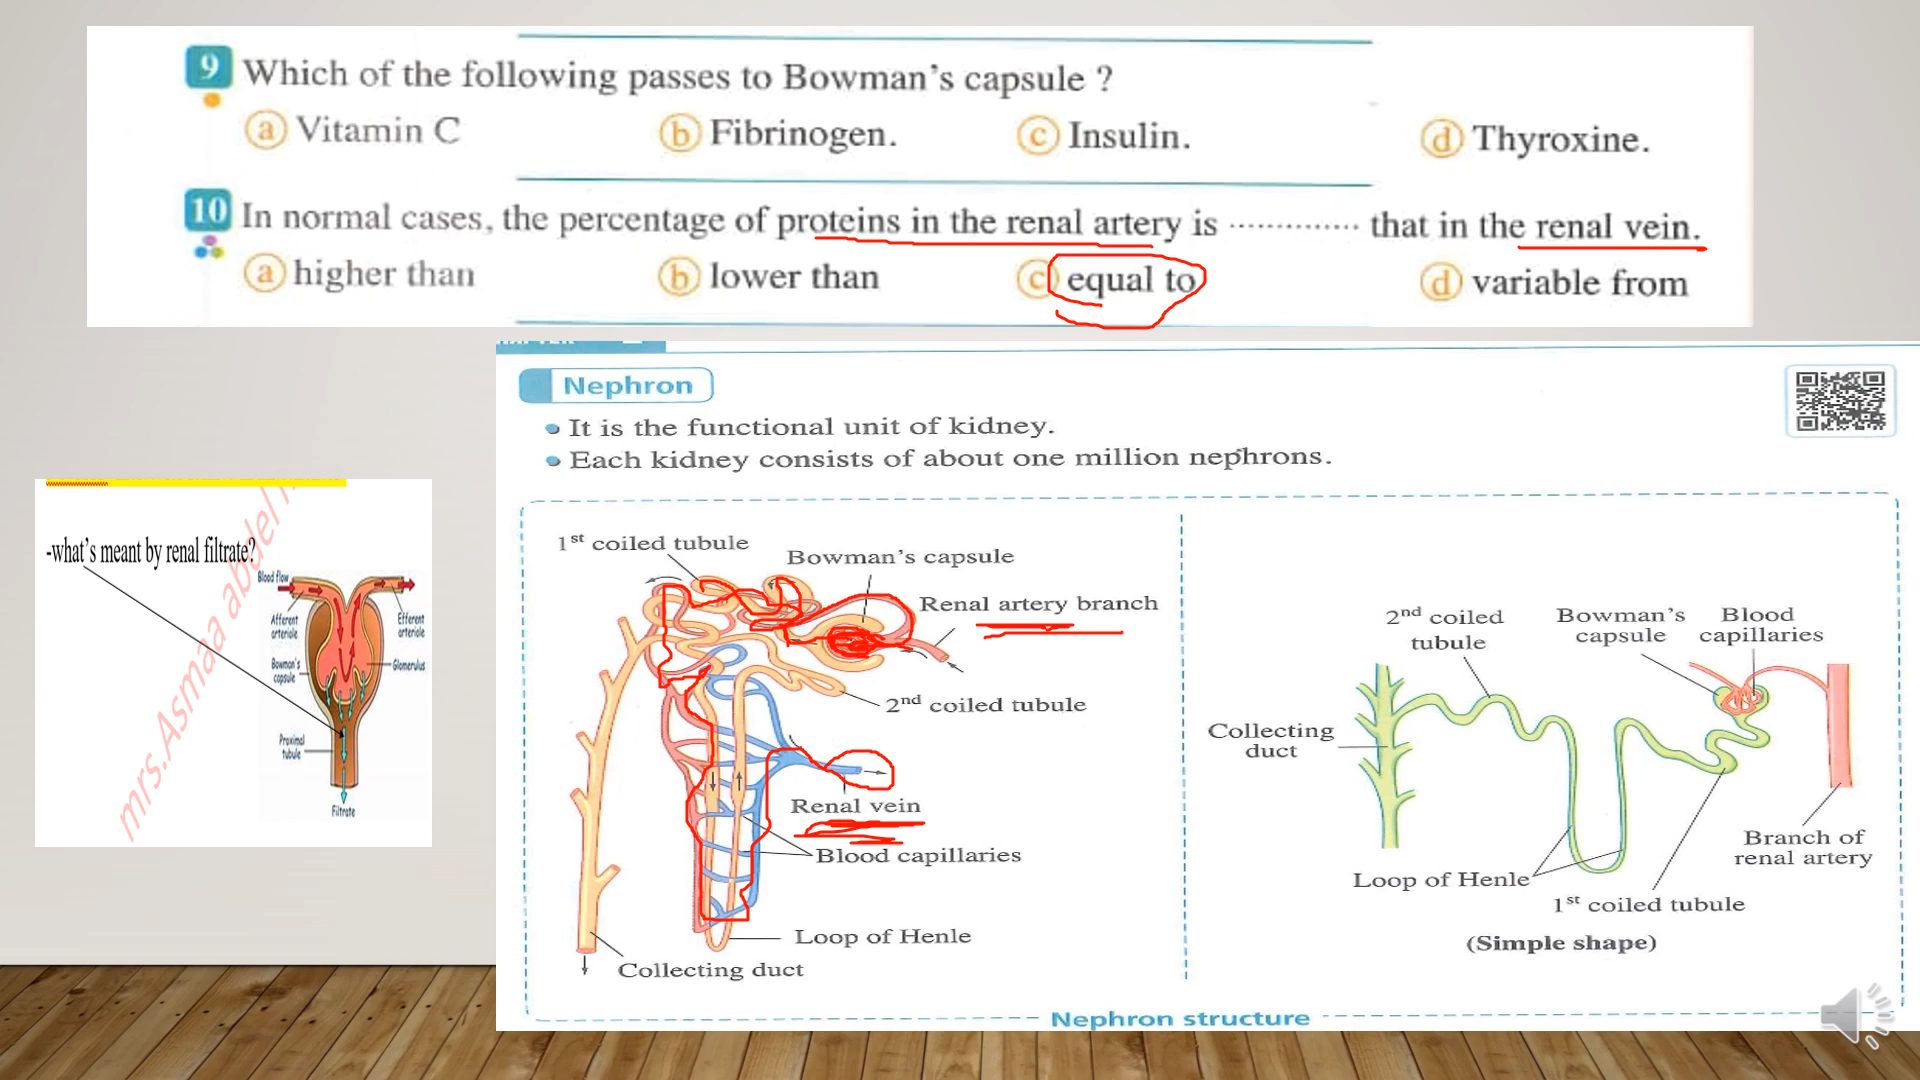 9 Which of the following passes to Bowman's capsule ?
a Vitamin C b Fibrinogen. c Insulin. d Thyroxine.
10 In normal cases, the percentage of proteins in the renal artery is .............. that in the renal vein.
a higher than b lower than c equal to d variable from
Nephron
It is the functional unit of kidney.
Each kidney consists of about one million nephrons.
-what's meant by renal filtrate?
Blood flow
Afferent
arteriole
Efferent
arteriole
Bowman's
capsule
Glomerulus
Proximal
tubule
Filtrate
mrs.Asmaa abdel
1st coiled tubule
Bowman's capsule
Renal artery branch
2nd coiled tubule
Renal vein
Blood capillaries
Loop of Henle
Collecting duct
2nd coiled
tubule
Bowman's
capsule
Blood
capillaries
Collecting
duct
Branch of
renal artery
Loop of Henle
1st coiled tubule
(Simple shape)
Nephron structure